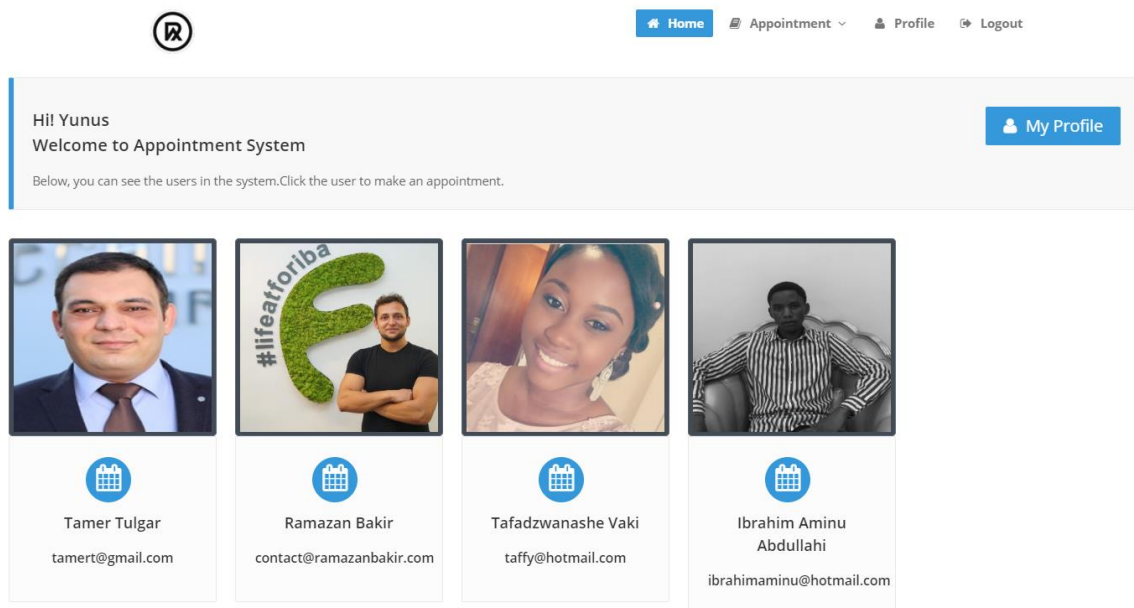 Home
Appointment
Profile
Logout
Hi! Yunus
Welcome to Appointment System
My Profile
Below, you can see the users in the system.Click the user to make an appointment.
#lifeatforiba
Tamer Tulgar
tamert@gmail.com
Ramazan Bakir
contact@ramazanbakir.com
Tafadzwanashe Vaki
taffy@hotmail.com
Ibrahim Aminu
Abdullahi
ibrahimaminu@hotmail.com